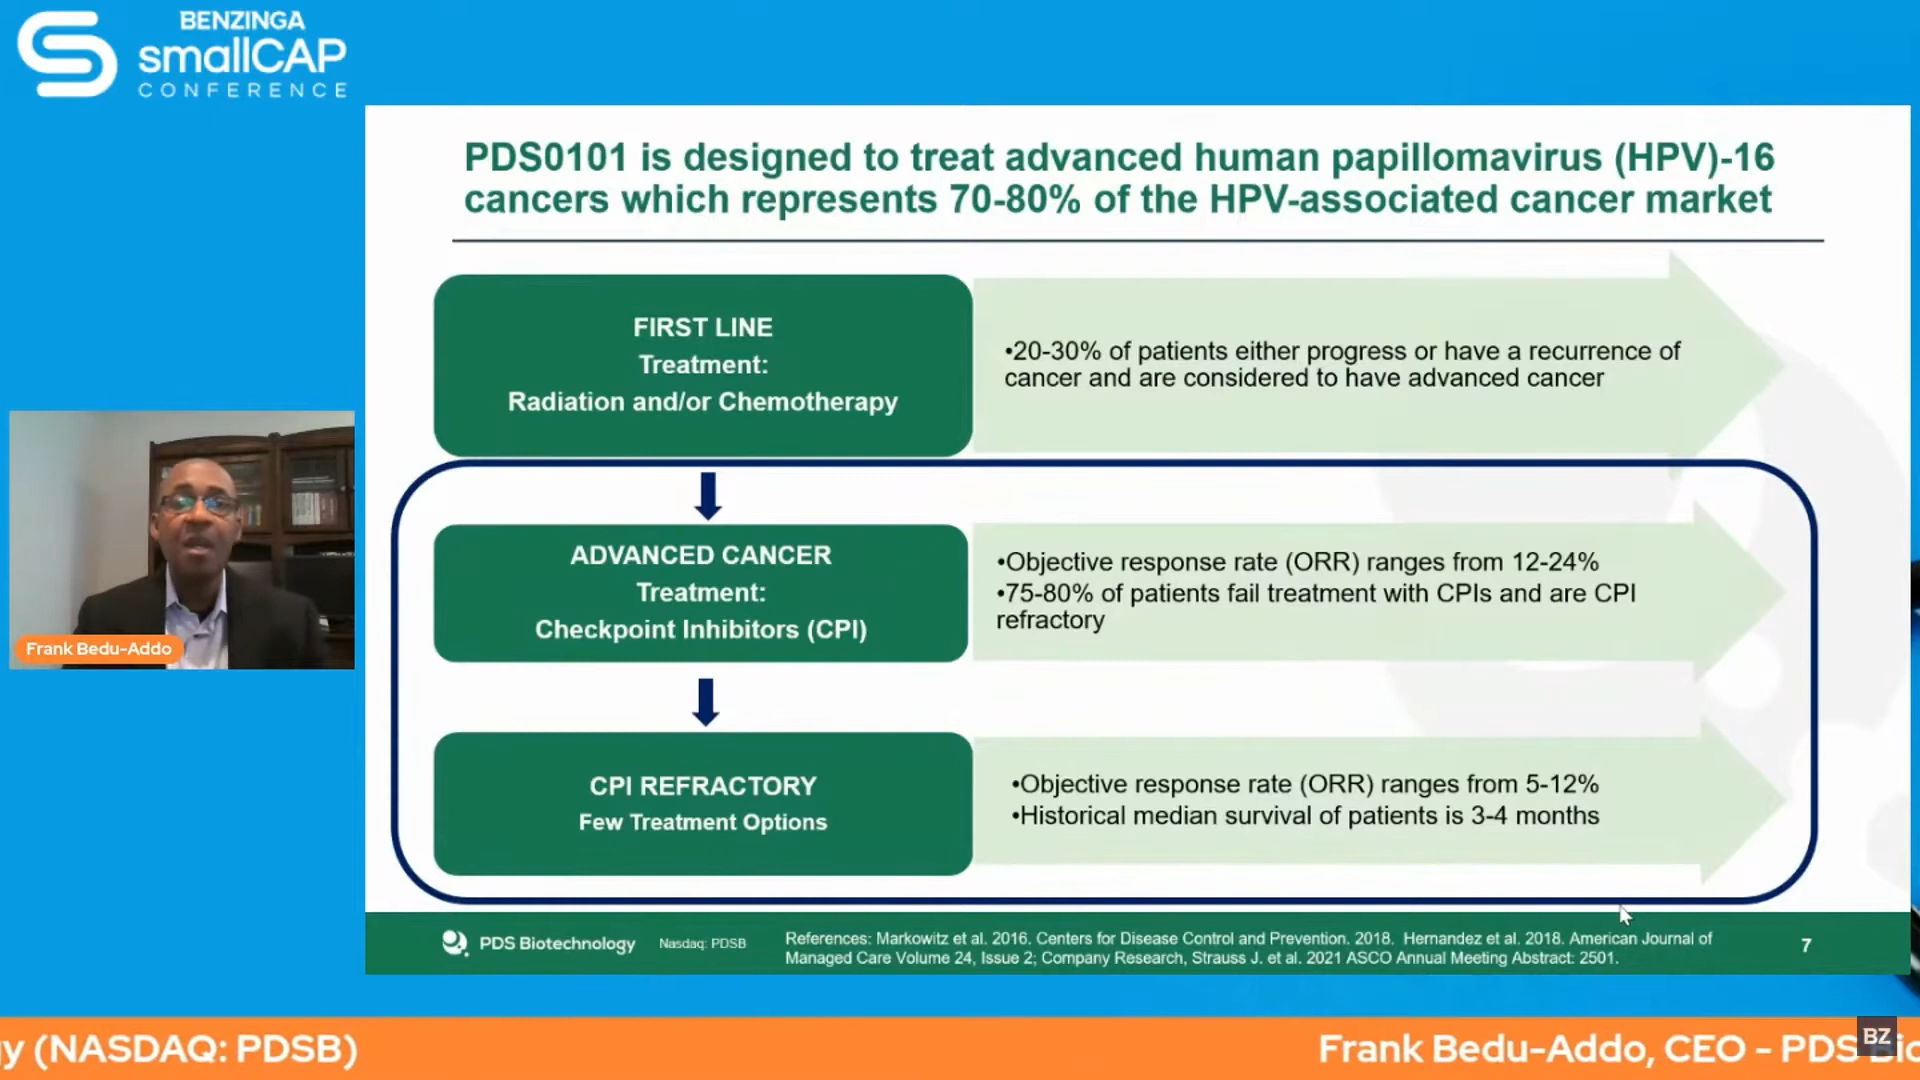 BENZINGA
smallCAP
CONFERENCE
PDS0101 is designed to treat advanced human papillomavirus (HPV)-16
cancers which represents 70-80% of the HPV-associated cancer market
FIRST LINE
Treatment:
Radiation and/or Chemotherapy
•20-30% of patients either progress or have a recurrence of
cancer and are considered to have advanced cancer
ADVANCED CANCER
Treatment:
Checkpoint Inhibitors (CPI)
•Objective response rate (ORR) ranges from 12-24%
•75-80% of patients fail treatment with CPIs and are CPI
refractory
CPI REFRACTORY
Few Treatment Options
•Objective response rate (ORR) ranges from 5-12%
•Historical median survival of patients is 3-4 months
Frank Bedu-Addo
PDS Biotechnology
Nasdaq: PDSB
References: Markowitz et al. 2016. Centers for Disease Control and Prevention. 2018. Hernandez et al. 2018. American Journal of
Managed Care Volume 24, Issue 2; Company Research, Strauss J. et al. 2021 ASCO Annual Meeting Abstract: 2501.
7
gy (NASDAQ: PDSB)
Frank Bedu-Addo, CEO - PDS
BZ